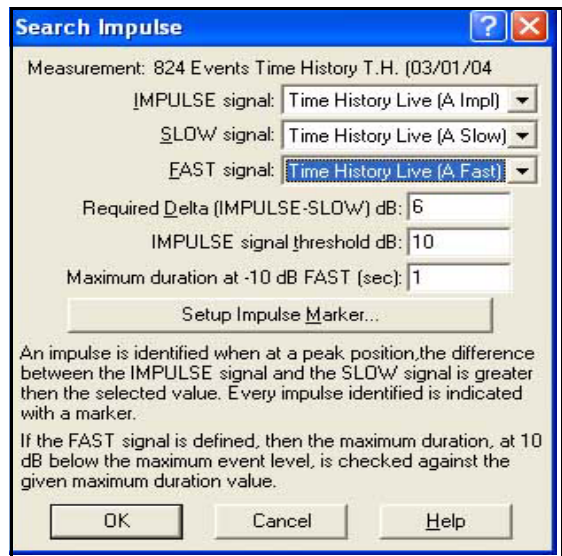 Search Impulse
Measurement: 824 Events Time History T.H. (03/01/04
IMPULSE signal: Time History Live (A Impl)
SLOW signal: Time History Live (A Slow)
FAST signal: Time History Live (A Fast)
Required Delta (IMPULSE-SLOW) dB: 6
IMPULSE signal threshold dB: 10
Maximum duration at -10 dB FAST (sec): 1
Setup Impulse Marker...
An impulse is identified when at a peak position,the difference
between the IMPULSE signal and the SLOW signal is greater
then the selected value. Every impulse identified is indicated
with a marker.
If the FAST signal is defined, then the maximum duration, at 10
dB below the maximum event level, is checked against the
given maximum duration value.
OK Cancel Help